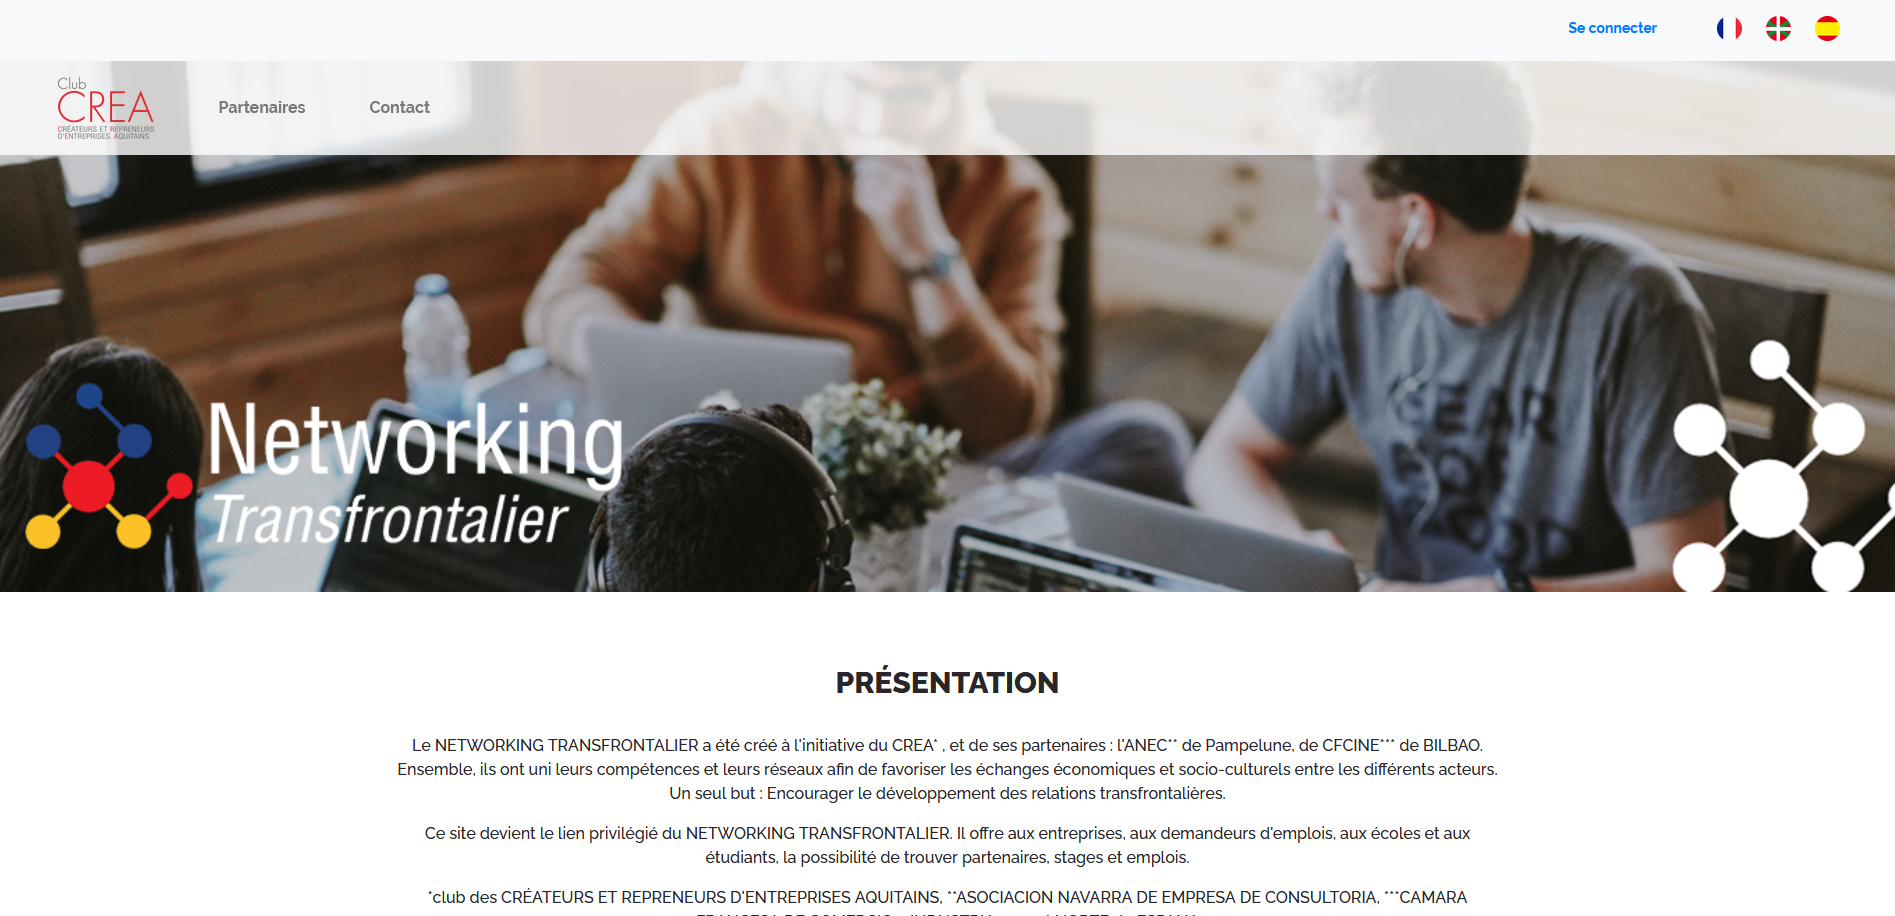 Se connecter
Club
CREA
CRÉATEURS ET REPRENEURS
D'ENTREPRISES AQUITAINS
Partenaires
Contact
Networking
Transfrontalier
PRÉSENTATION
Le NETWORKING TRANSFRONTALIER a été créé à l'initiative du CREA* , et de ses partenaires : l'ANEC** de Pampelune, de CFCINE*** de BILBAO.
Ensemble, ils ont uni leurs compétences et leurs réseaux afin de favoriser les échanges économiques et socio-culturels entre les différents acteurs.
Un seul but : Encourager le développement des relations transfrontalières.
Ce site devient le lien privilégié du NETWORKING TRANSFRONTALIER. Il offre aux entreprises, aux demandeurs d'emplois, aux écoles et aux
étudiants, la possibilité de trouver partenaires, stages et emplois.
*club des CRÉATEURS ET REPRENEURS D'ENTREPRISES AQUITAINS, **ASOCIACION NAVARRA DE EMPRESA DE CONSULTORIA, ***CAMARA